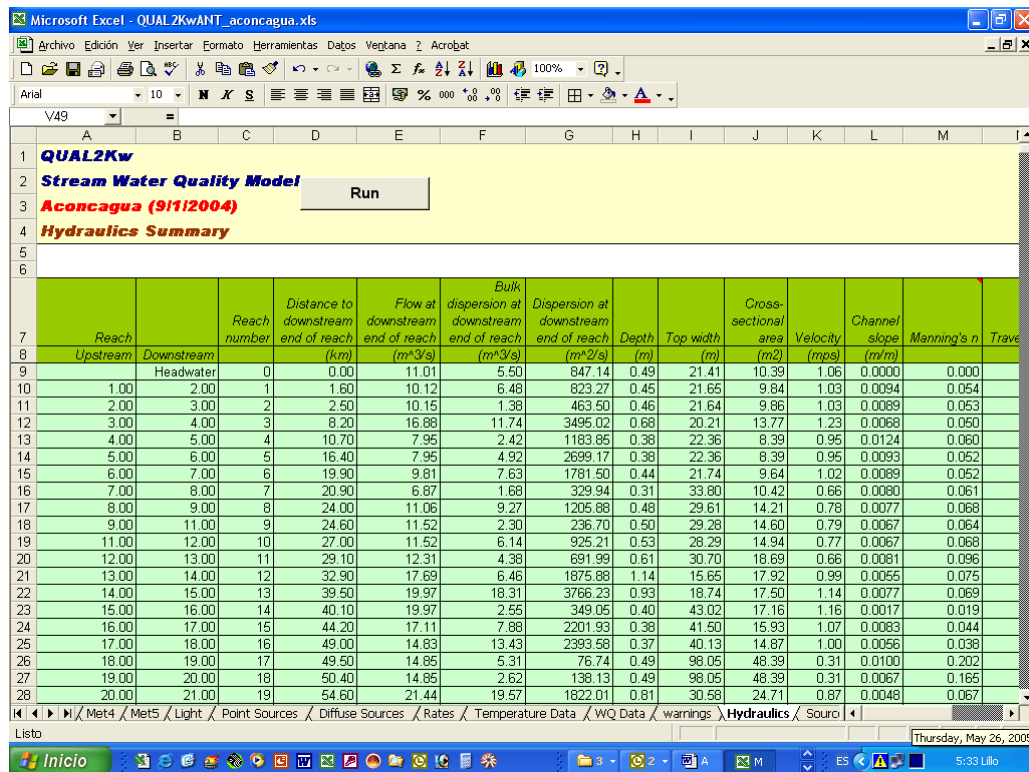 Microsoft Excel - QUAL2KwANT_aconcagua.xls
Archivo Edición Ver Insertar Formato Herramientas Datos Ventana ? Acrobat
100%
Arial 10 N K S % 000
V49 =
A B C D E F G H I J K L M
1 QUAL2Kw
2 Stream Water Quality Model
Run
3 Aconcagua (9/1/2004)
4 Hydraulics Summary
5
6
7 Reach Reach number Distance to downstream end of reach Flow at downstream end of reach Bulk dispersion at downstream end of reach Dispersion at downstream end of reach Depth Top width Cross-sectional area Velocity Channel slope Manning's n Trave
8 Upstream Downstream (km) (m^3/s) (m^3/s) (m^2/s) (m) (m) (m2) (mps) (m/m)
9 Headwater 0 0.00 11.01 5.50 847.14 0.49 21.41 10.39 1.06 0.0000 0.000
10 1.00 2.00 1 1.60 10.12 6.48 823.27 0.45 21.65 9.84 1.03 0.0094 0.054
11 2.00 3.00 2 2.50 10.15 1.38 463.50 0.46 21.64 9.86 1.03 0.0089 0.053
12 3.00 4.00 3 8.20 16.88 11.74 3495.02 0.68 20.21 13.77 1.23 0.0068 0.050
13 4.00 5.00 4 10.70 7.95 2.42 1183.85 0.38 22.36 8.39 0.95 0.0124 0.060
14 5.00 6.00 5 16.40 7.95 4.92 2699.17 0.38 22.36 8.39 0.95 0.0093 0.052
15 6.00 7.00 6 19.90 9.81 7.63 1781.50 0.44 21.74 9.64 1.02 0.0089 0.052
16 7.00 8.00 7 20.90 6.87 1.68 329.94 0.31 33.80 10.42 0.66 0.0080 0.061
17 8.00 9.00 8 24.00 11.06 9.27 1205.88 0.48 29.61 14.21 0.78 0.0077 0.068
18 9.00 11.00 9 24.60 11.52 2.30 236.70 0.50 29.28 14.60 0.79 0.0067 0.064
19 11.00 12.00 10 27.00 11.52 6.14 925.21 0.53 28.29 14.94 0.77 0.0067 0.068
20 12.00 13.00 11 29.10 12.31 4.38 691.99 0.61 30.70 18.69 0.66 0.0081 0.096
21 13.00 14.00 12 32.90 17.69 6.46 1875.88 1.14 15.65 17.92 0.99 0.0055 0.075
22 14.00 15.00 13 39.50 19.97 18.31 3766.23 0.93 18.74 17.50 1.14 0.0077 0.069
23 15.00 16.00 14 40.10 19.97 2.55 349.05 0.40 43.02 17.16 1.16 0.0017 0.019
24 16.00 17.00 15 44.20 17.11 7.88 2201.93 0.38 41.50 15.93 1.07 0.0083 0.044
25 17.00 18.00 16 49.00 14.83 13.43 2393.58 0.37 40.13 14.87 1.00 0.0056 0.038
26 18.00 19.00 17 49.50 14.85 5.31 76.74 0.49 98.05 48.39 0.31 0.0100 0.202
27 19.00 20.00 18 50.40 14.85 2.62 138.13 0.49 98.05 48.39 0.31 0.0067 0.165
28 20.00 21.00 19 54.60 21.44 19.57 1822.01 0.81 30.58 24.71 0.87 0.0048 0.067
Met4 Met5 Light Point Sources Diffuse Sources Rates Temperature Data WQ Data warnings Hydraulics Sourc
Listo
Thursday, May 26, 2005
Inicio 3 2 A M ES 5:33 Lillo